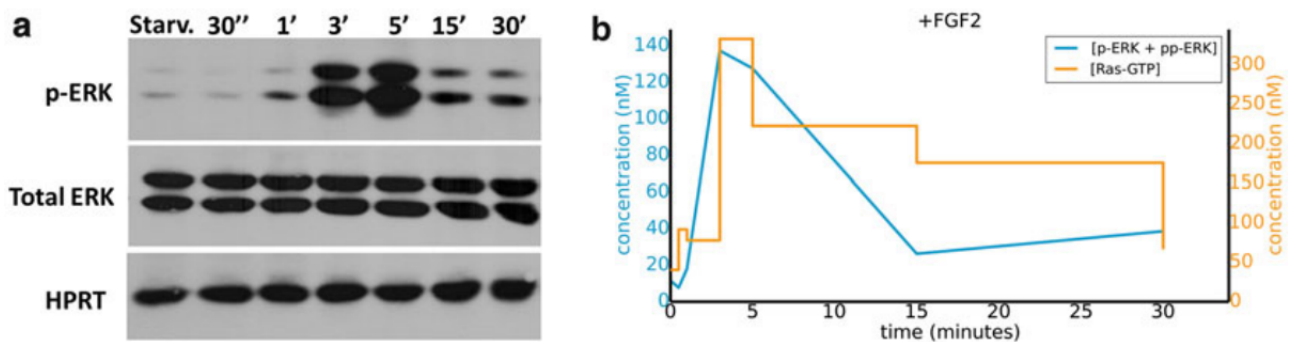 a
Starv. 30'' 1' 3' 5' 15' 30'
p-ERK
Total ERK
HPRT
b
+FGF2
[p-ERK + pp-ERK]
[Ras-GTP]
concentration (nM)
140
120
100
80
60
40
20
0
300
250
200
150
100
50
0
concentration (nM)
0 5 10 15 20 25 30
time (minutes)